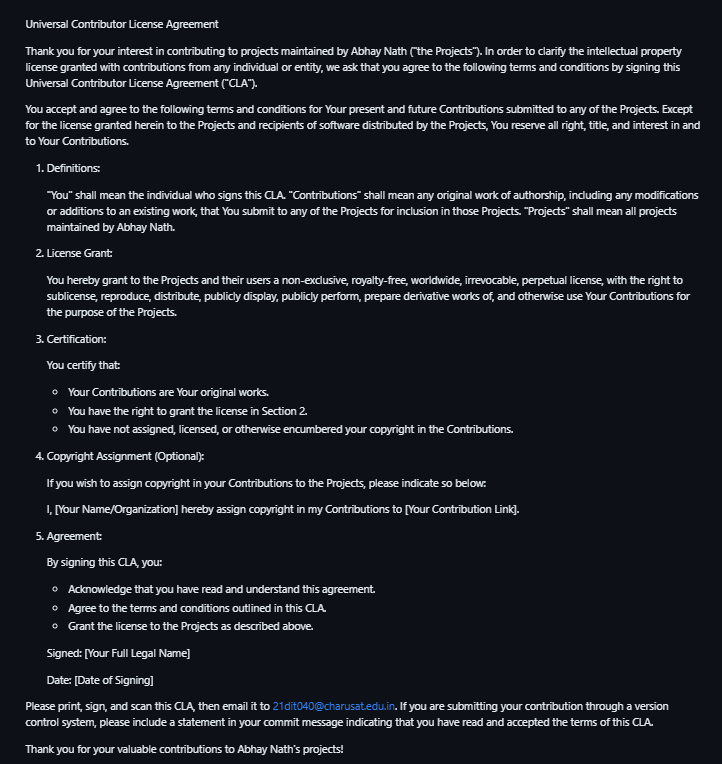 Universal Contributor License Agreement
Thank you for your interest in contributing to projects maintained by Abhay Nath ("the Projects"). In order to clarify the intellectual property
license granted with contributions from any individual or entity, we ask that you agree to the following terms and conditions by signing this
Universal Contributor License Agreement ("CLA").
You accept and agree to the following terms and conditions for Your present and future Contributions submitted to any of the Projects. Except
for the license granted herein to the Projects and recipients of software distributed by the Projects, You reserve all right, title, and interest in and
to Your Contributions.
1. Definitions:
"You" shall mean the individual who signs this CLA. "Contributions" shall mean any original work of authorship, including any modifications
or additions to an existing work, that You submit to any of the Projects for inclusion in those Projects. "Projects" shall mean all projects
maintained by Abhay Nath.
2. License Grant:
You hereby grant to the Projects and their users a non-exclusive, royalty-free, worldwide, irrevocable, perpetual license, with the right to
sublicense, reproduce, distribute, publicly display, publicly perform, prepare derivative works of, and otherwise use Your Contributions for
the purpose of the Projects.
3. Certification:
You certify that:
○ Your Contributions are Your original works.
○ You have the right to grant the license in Section 2.
○ You have not assigned, licensed, or otherwise encumbered your copyright in the Contributions.
4. Copyright Assignment (Optional):
If you wish to assign copyright in your Contributions to the Projects, please indicate so below:
I, [Your Name/Organization] hereby assign copyright in my Contributions to [Your Contribution Link].
5. Agreement:
By signing this CLA, you:
○ Acknowledge that you have read and understand this agreement.
○ Agree to the terms and conditions outlined in this CLA.
○ Grant the license to the Projects as described above.
Signed: [Your Full Legal Name]
Date: [Date of Signing]
Please print, sign, and scan this CLA, then email it to 21dit040@charusat.edu.in. If you are submitting your contribution through a version
control system, please include a statement in your commit message indicating that you have read and accepted the terms of this CLA.
Thank you for your valuable contributions to Abhay Nath's projects!